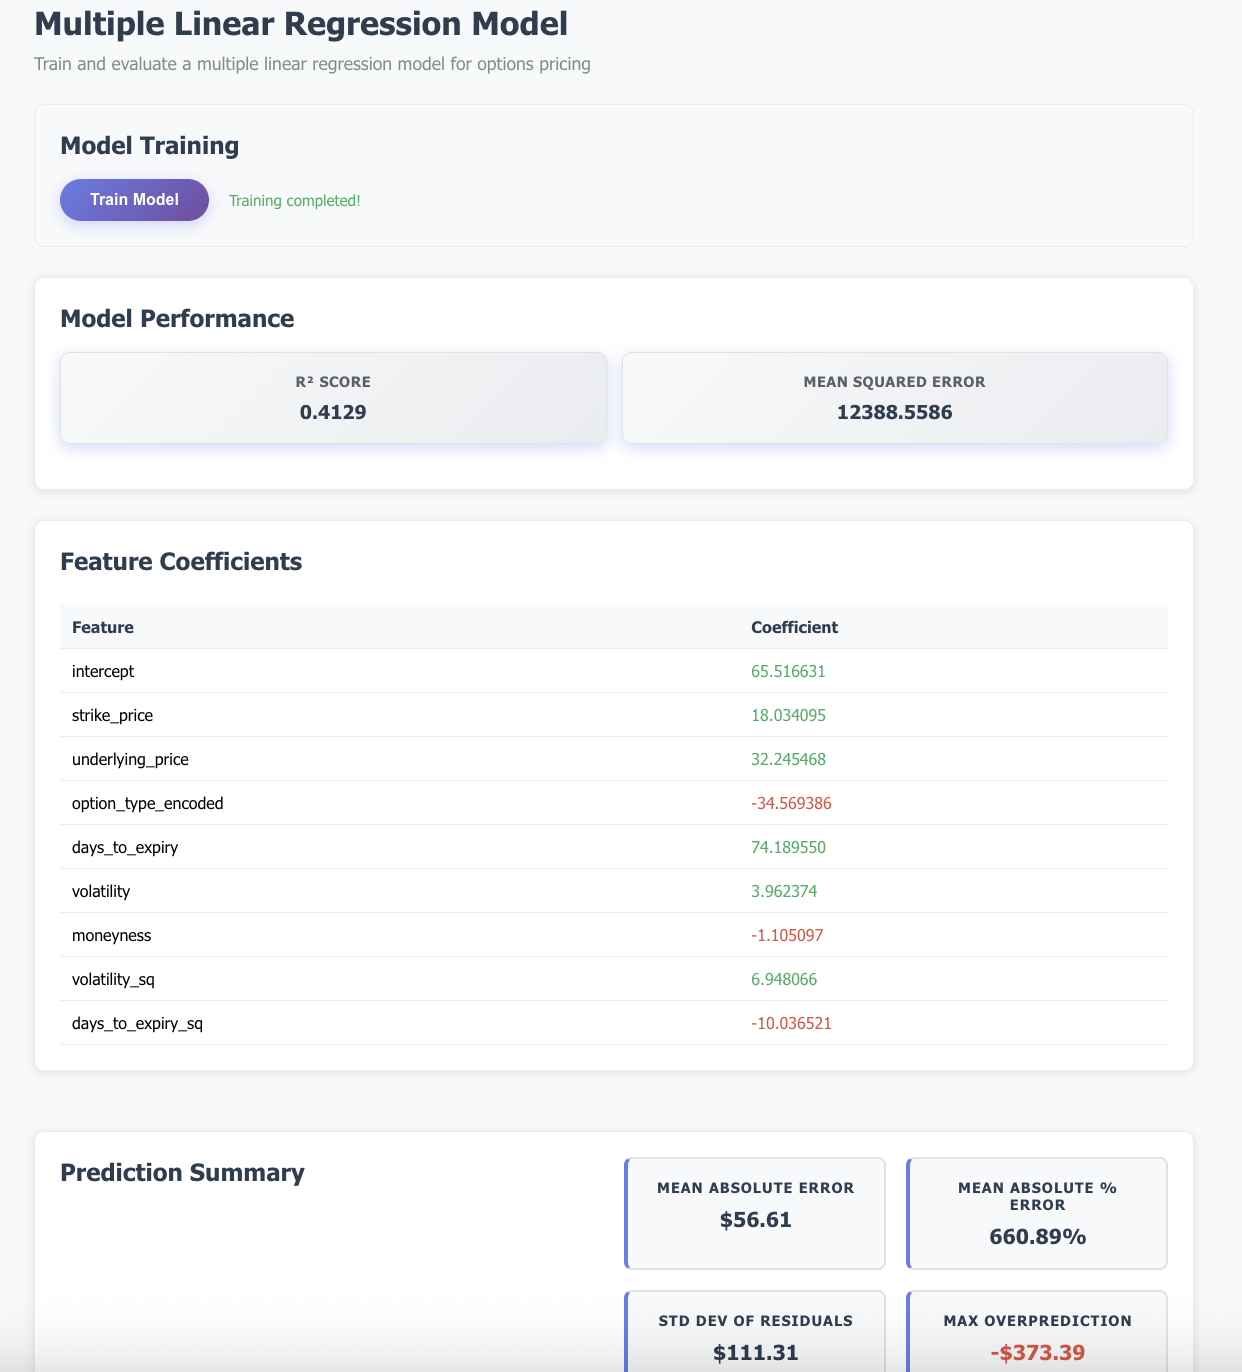 Multiple Linear Regression Model
Train and evaluate a multiple linear regression model for options pricing
Model Training
Train Model
Training completed!
Model Performance
R² SCORE
0.4129
MEAN SQUARED ERROR
12388.5586
Feature Coefficients
Feature Coefficient
intercept 65.516631
strike_price 18.034095
underlying_price 32.245468
option_type_encoded -34.569386
days_to_expiry 74.189550
volatility 3.962374
moneyness -1.105097
volatility_sq 6.948066
days_to_expiry_sq -10.036521
Prediction Summary
MEAN ABSOLUTE ERROR
$56.61
MEAN ABSOLUTE %
ERROR
660.89%
STD DEV OF RESIDUALS
$111.31
MAX OVERPREDICTION
-$373.39